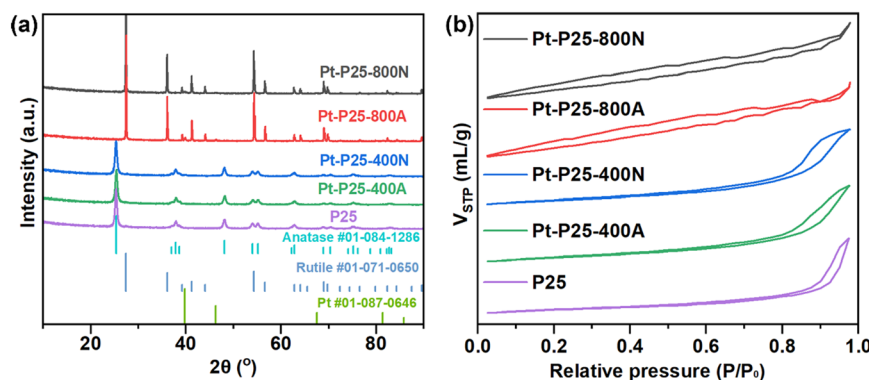 (a)
Intensity (a.u.)
Pt-P25-800N
Pt-P25-800A
Pt-P25-400N
Pt-P25-400A
P25
Anatase #01-084-1286
Rutile #01-071-0650
Pt #01-087-0646
20 40 60 80
2θ (°)
(b)
V_STP (mL/g)
Pt-P25-800N
Pt-P25-800A
Pt-P25-400N
Pt-P25-400A
P25
0.0 0.2 0.4 0.6 0.8 1.0
Relative pressure (P/P₀)